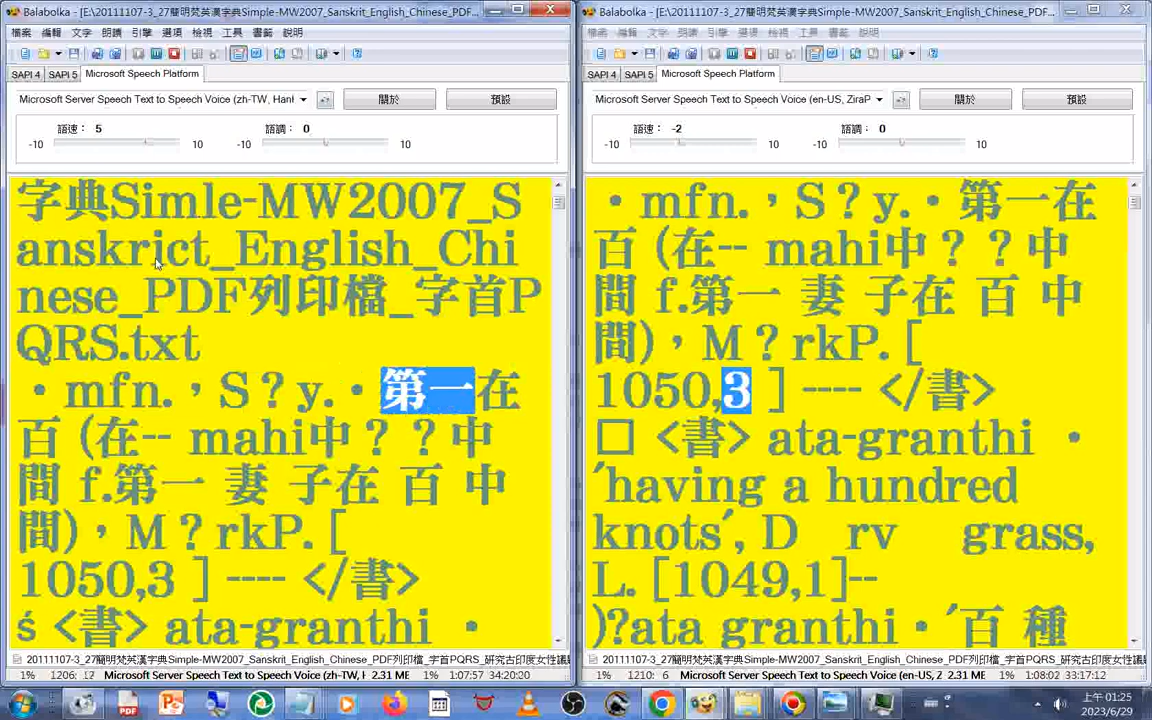 Balabolka - [E:\20111107-3_27簡明梵英漢字典Simple-MW2007_Sanskrit_English_Chinese_PDF...
檔案 編輯 文字 朗讀 引擎 選項 檢視 工具 書籤 說明
SAPI 4 SAPI 5 Microsoft Speech Platform
Microsoft Server Speech Text to Speech Voice (zh-TW, Hanl
關於 預設
語速： 5 語調： 0
-10 10 -10 10
字典Simle-MW2007_S
anskrict_English_Chi
nese_PDF列印檔_字首P
QRS.txt
•mfn.，S？y.•第一在
百 (在-- mahi中？？中
間 f.第一 妻 子在 百 中
間)，M？rkP. [
1050,3 ] ---- </書>
ś <書> ata-granthi •
20111107-3_27簡明梵英漢字典Simple-MW2007_Sanskrit_English_Chinese_PDF列印檔_字首PQRS_研究古印度女性議
1% 1206: 12 Microsoft Server Speech Text to Speech Voice (zh-TW, H 2.31 ME 1% 1:07:57 34:20:00
Balabolka - [E:\20111107-3_27簡明梵英漢字典Simple-MW2007_Sanskrit_English_Chinese_PDF...
檔案 編輯 文字 朗讀 引擎 選項 檢視 工具 書籤 說明
SAPI 4 SAPI 5 Microsoft Speech Platform
Microsoft Server Speech Text to Speech Voice (en-US, ZiraP
關於 預設
語速： -2 語調： 0
-10 10 -10 10
•mfn.，S？y.•第一在
百 (在-- mahi中？？中
間 f.第一 妻 子在 百 中
間)，M？rkP. [
1050,3 ] ---- </書>
□ <書> ata-granthi •
'having a hundred
knots', D rv grass,
L. [1049,1]--
)?ata granthi•'百 種
20111107-3_27簡明梵英漢字典Simple-MW2007_Sanskrit_English_Chinese_PDF列印檔_字首PQRS_研究古印度女性議
1% 1210: 6 Microsoft Server Speech Text to Speech Voice (en-US, Z 2.31 ME 1% 1:08:02 33:17:12
PDF
上午 01:25
2023/6/29